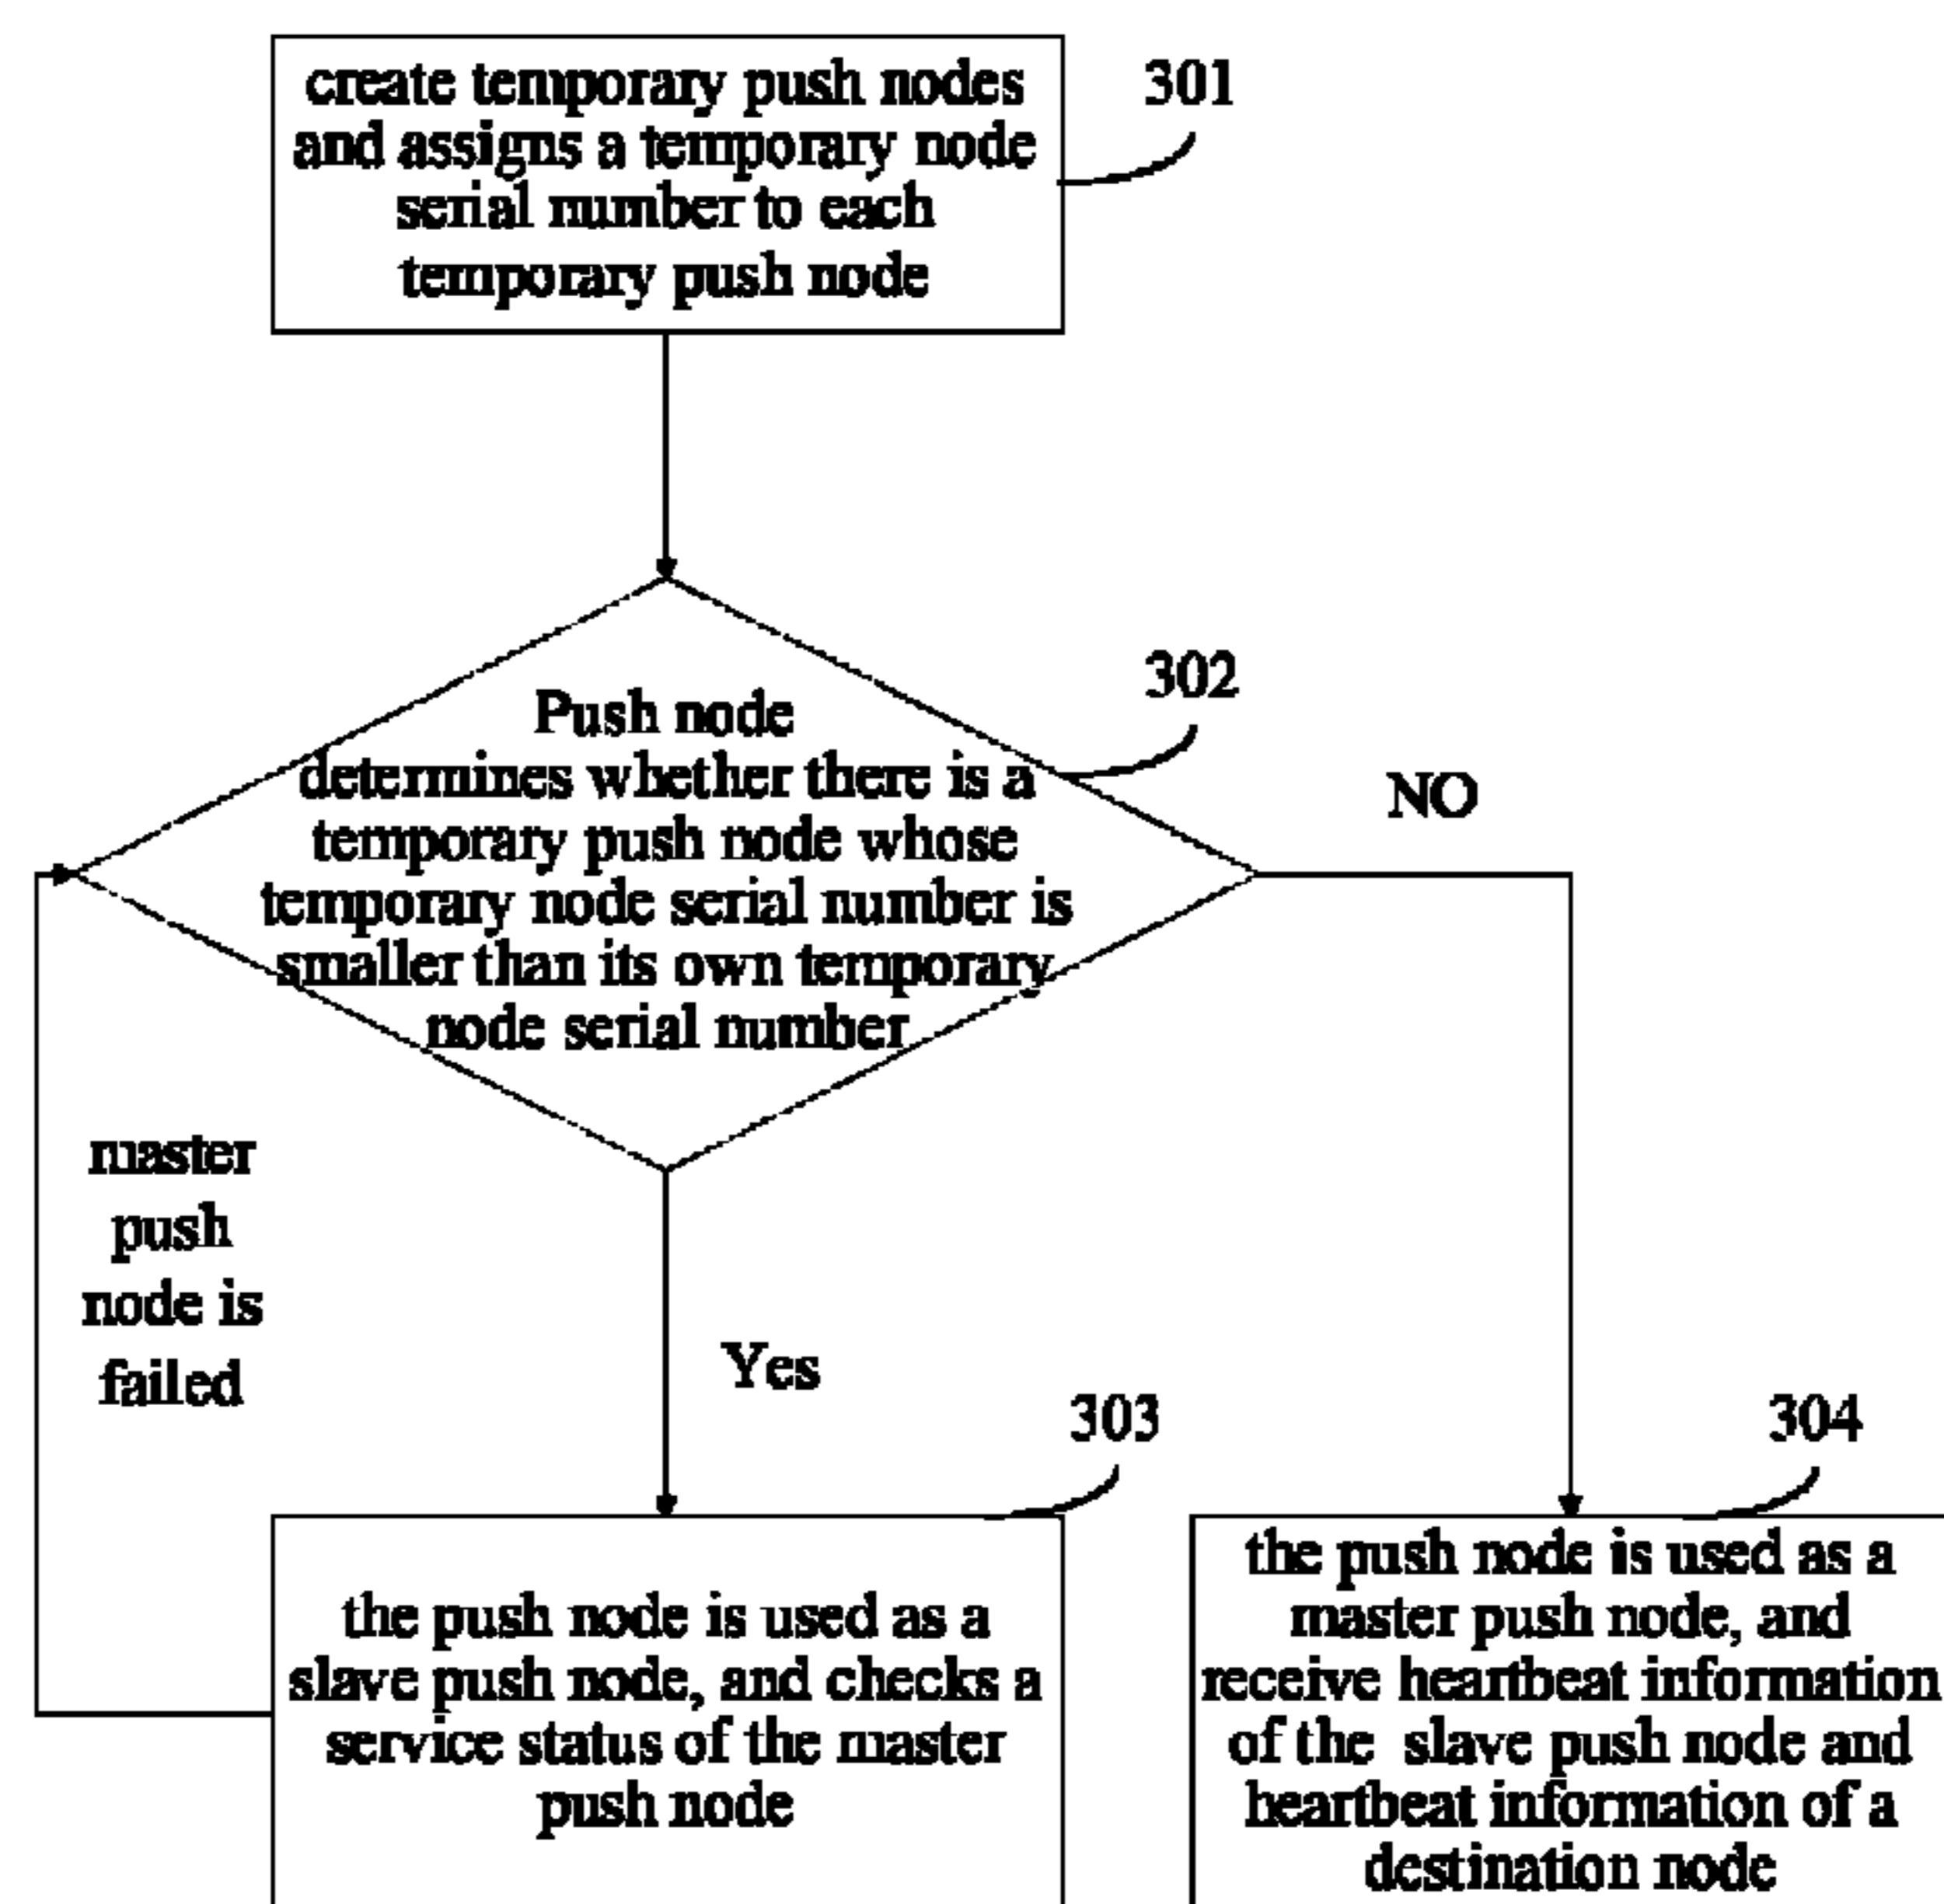 create temporary push nodes
and assigns a temporary node
serial number to each
temporary push node
301
302
Push node
determines whether there is a
temporary push node whose
temporary node serial number is
smaller than its own temporary
node serial number
NO
master
push
node is
failed
Yes
303
the push node is used as a
slave push node, and checks a
service status of the master
push node
304
the push node is used as a
master push node, and
receive heartbeat information
of the slave push node and
heartbeat information of a
destination node